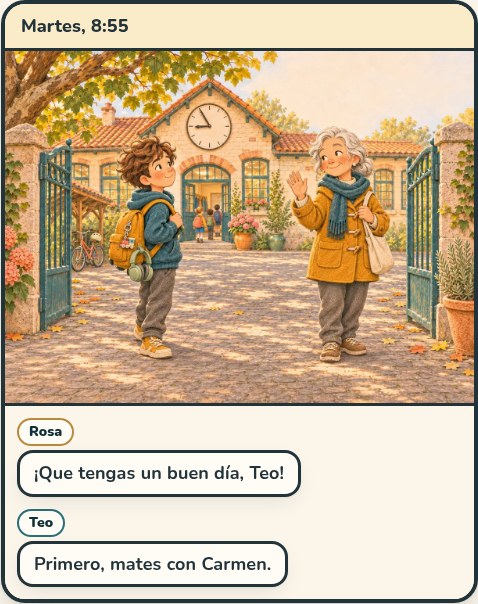 Martes, 8:55
Rosa
¡Que tengas un buen día, Teo!
Teo
Primero, mates con Carmen.